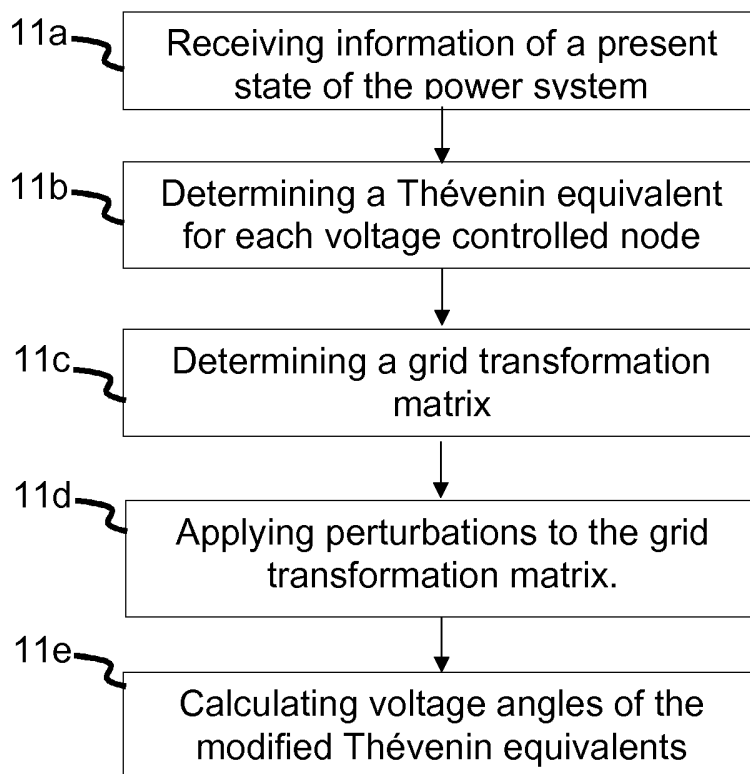 11a
Receiving information of a present
state of the power system
11b
Determining a Thévenin equivalent
for each voltage controlled node
11c
Determining a grid transformation
matrix
11d
Applying perturbations to the grid
transformation matrix.
11e
Calculating voltage angles of the
modified Thévenin equivalents